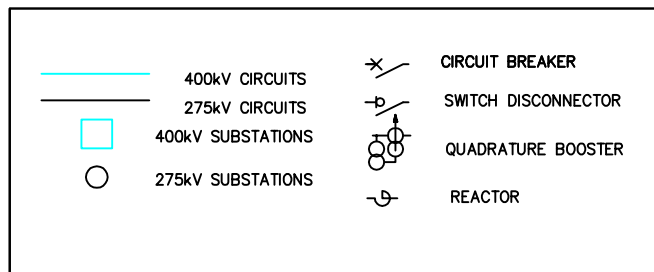 400kV CIRCUITS
275kV CIRCUITS
400kV SUBSTATIONS
275kV SUBSTATIONS
CIRCUIT BREAKER
SWITCH DISCONNECTOR
QUADRATURE BOOSTER
REACTOR